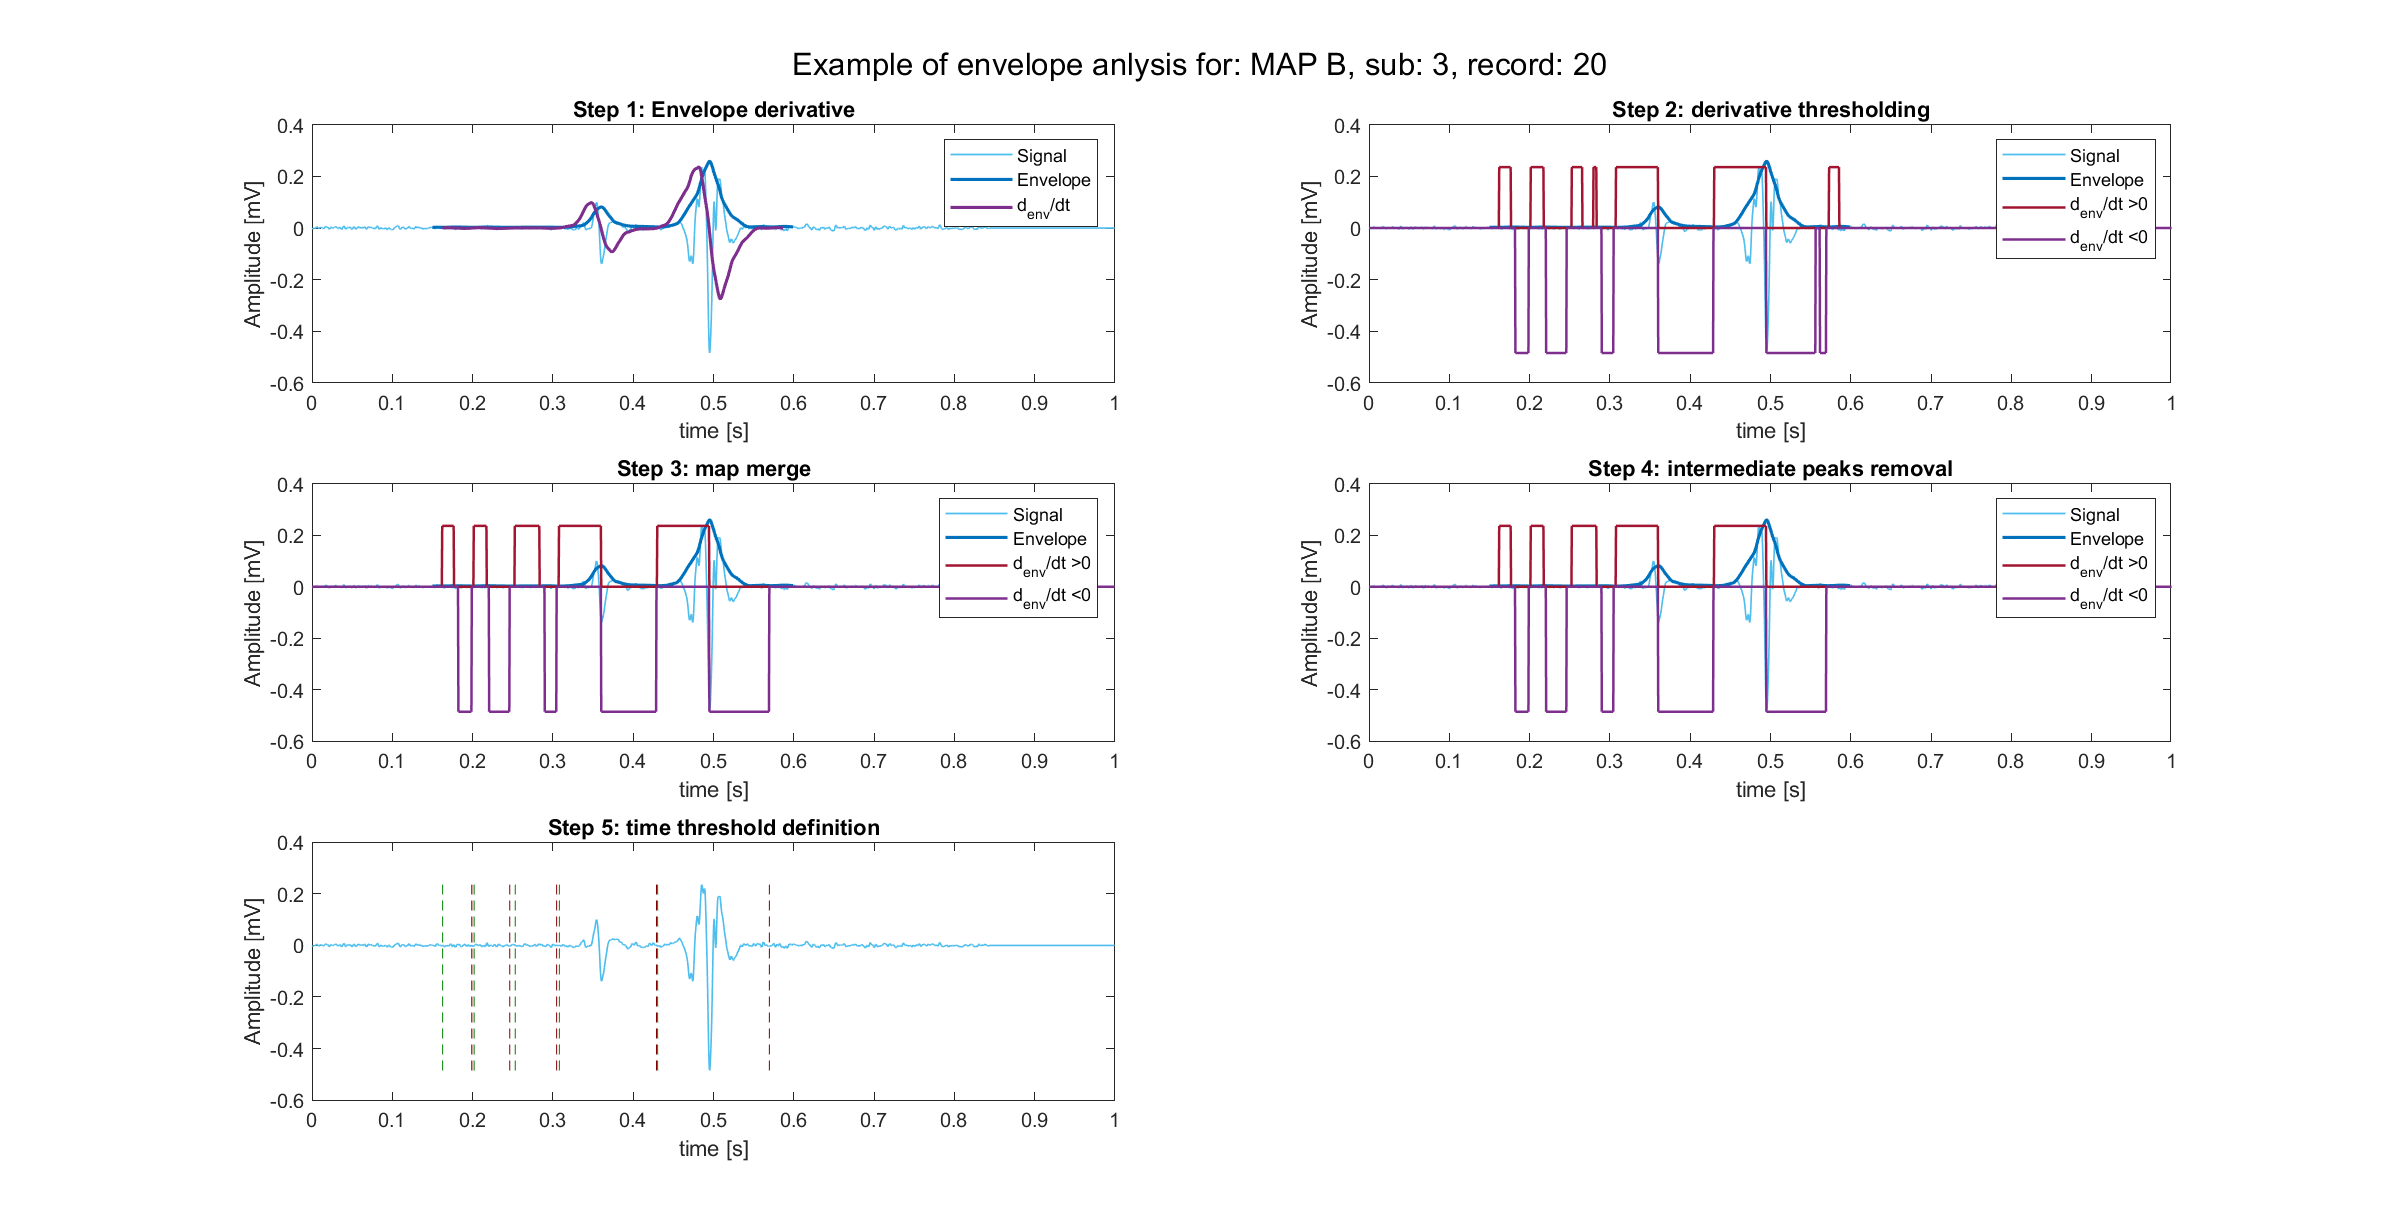 Example of envelope anlysis for: MAP B, sub: 3, record: 20
Step 1: Envelope derivative
0.4
0.2
0
-0.2
-0.4
-0.6
Amplitude [mV]
0 0.1 0.2 0.3 0.4 0.5 0.6 0.7 0.8 0.9 1
time [s]
Signal
Envelope
d_env/dt
Step 2: derivative thresholding
0.4
0.2
0
-0.2
-0.4
-0.6
Amplitude [mV]
0 0.1 0.2 0.3 0.4 0.5 0.6 0.7 0.8 0.9 1
time [s]
Signal
Envelope
d_env/dt >0
d_env/dt <0
Step 3: map merge
0.4
0.2
0
-0.2
-0.4
-0.6
Amplitude [mV]
0 0.1 0.2 0.3 0.4 0.5 0.6 0.7 0.8 0.9 1
time [s]
Signal
Envelope
d_env/dt >0
d_env/dt <0
Step 4: intermediate peaks removal
0.4
0.2
0
-0.2
-0.4
-0.6
Amplitude [mV]
0 0.1 0.2 0.3 0.4 0.5 0.6 0.7 0.8 0.9 1
time [s]
Signal
Envelope
d_env/dt >0
d_env/dt <0
Step 5: time threshold definition
0.4
0.2
0
-0.2
-0.4
-0.6
Amplitude [mV]
0 0.1 0.2 0.3 0.4 0.5 0.6 0.7 0.8 0.9 1
time [s]